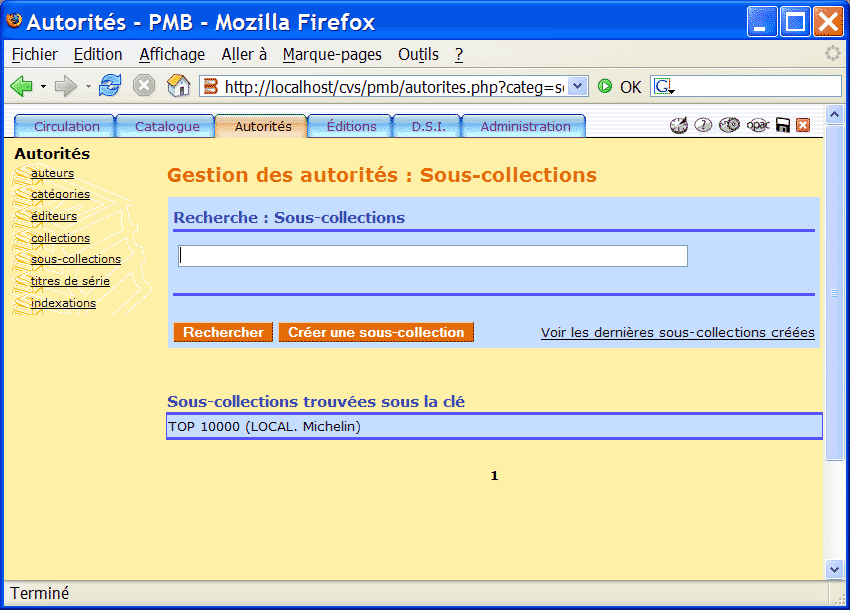 Autorités - PMB - Mozilla Firefox
Fichier Edition Affichage Aller à Marque-pages Outils ?
http://localhost/cvs/pmb/autorites.php?categ=s OK G
Circulation Catalogue Autorités Éditions D.S.I. Administration opac
Autorités
auteurs
catégories
éditeurs
collections
sous-collections
titres de série
indexations
Gestion des autorités : Sous-collections
Recherche : Sous-collections
Rechercher Créer une sous-collection Voir les dernières sous-collections créées
Sous-collections trouvées sous la clé
TOP 10000 (LOCAL. Michelin)
1
Terminé